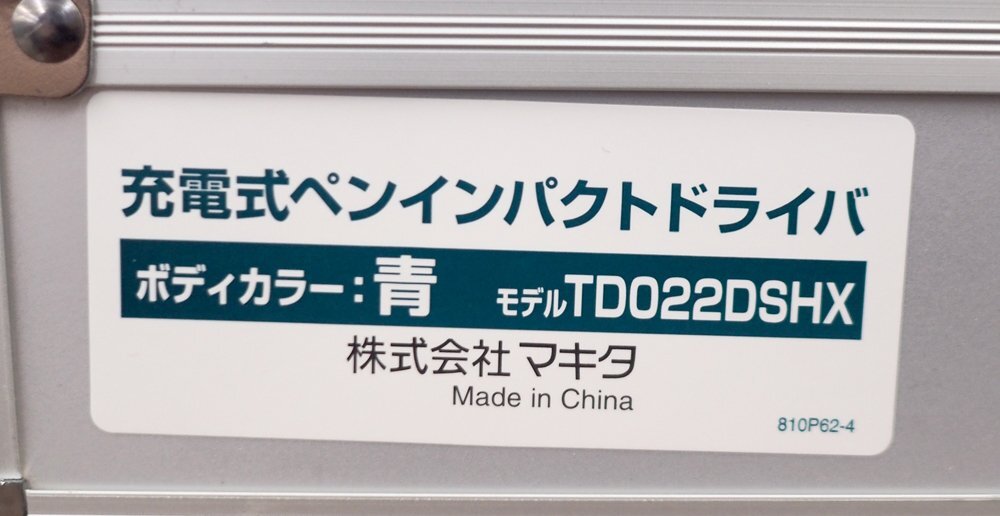 充電式ペンインパクトドライバ
ボディカラー:青 モデルTD022DSHX
株式会社マキタ
Made in China
810P62-4